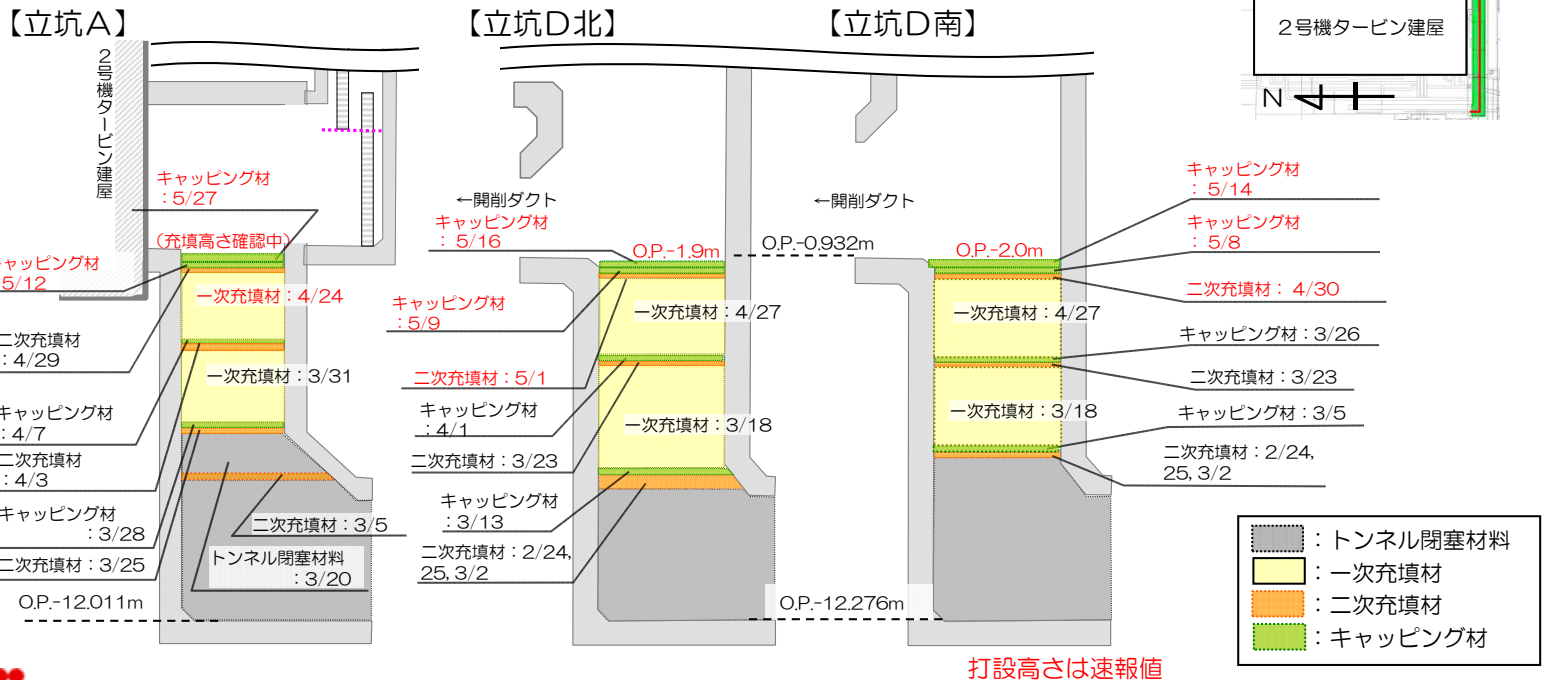 【立坑A】
【立坑D北】
【立坑D南】
2号機タービン建屋
N
2号機タービン建屋
キャッピング材
：5/27
（充填高さ確認中）
キャッピング材
：5/12
一次充填材：4/24
二次充填材
：4/29
一次充填材：3/31
キャッピング材
：4/7
二次充填材
：4/3
キャッピング材
：3/28
二次充填材：3/25
二次充填材：3/5
トンネル閉塞材料
：3/20
O.P.-12.011m
←開削ダクト
キャッピング材
：5/16
O.P.-1.9m
O.P.-0.932m
キャッピング材
：5/9
一次充填材：4/27
二次充填材：5/1
キャッピング材
：4/1
一次充填材：3/18
二次充填材：3/23
キャッピング材
：3/13
二次充填材：2/24,
25, 3/2
O.P.-12.276m
←開削ダクト
O.P.-2.0m
キャッピング材
：5/14
キャッピング材
：5/8
二次充填材： 4/30
一次充填材：4/27
キャッピング材：3/26
二次充填材：3/23
一次充填材：3/18
キャッピング材：3/5
二次充填材：2/24,
25, 3/2
：トンネル閉塞材料
：一次充填材
：二次充填材
：キャッピング材
打設高さは速報値